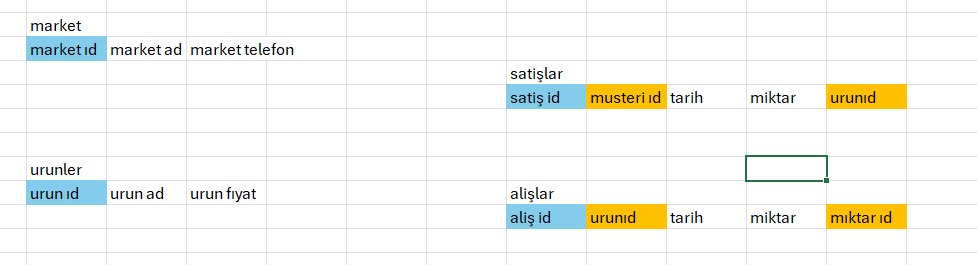 market
market ıd market ad market telefon
satişlar
satiş id musteri ıd tarih miktar urunıd
urunler
urun ıd urun ad urun fıyat
alişlar
aliş id urunıd tarih miktar mıktar ıd